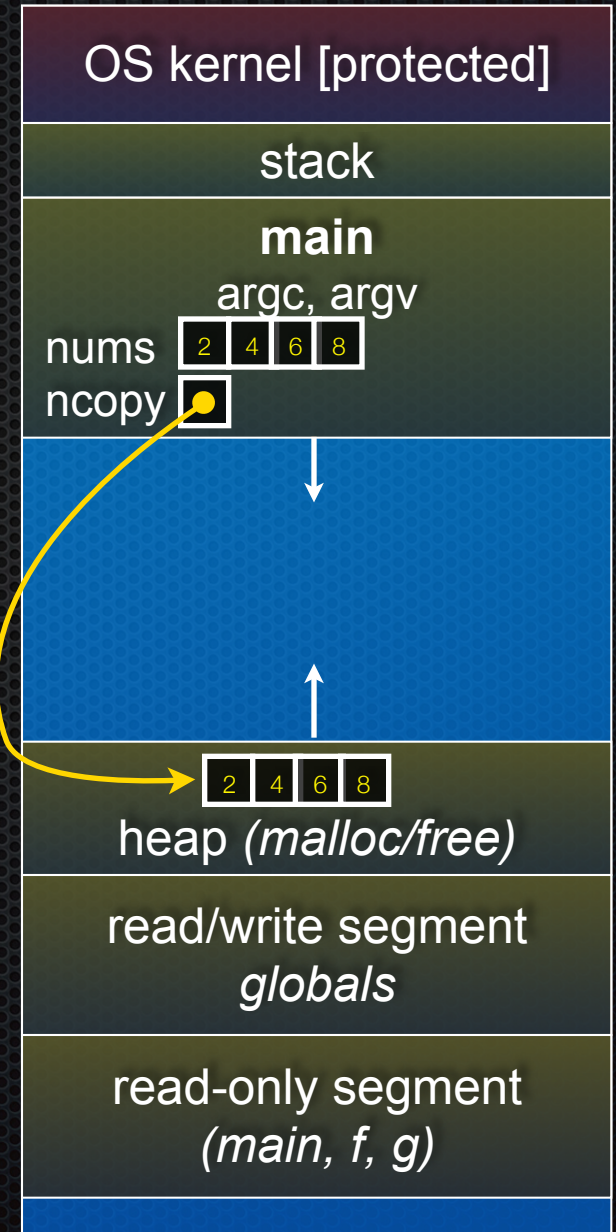 OS kernel [protected]
stack
main
argc, argv
nums 2 4 6 8
ncopy
2 4 6 8
heap (malloc/free)
read/write segment
globals
read-only segment
(main, f, g)